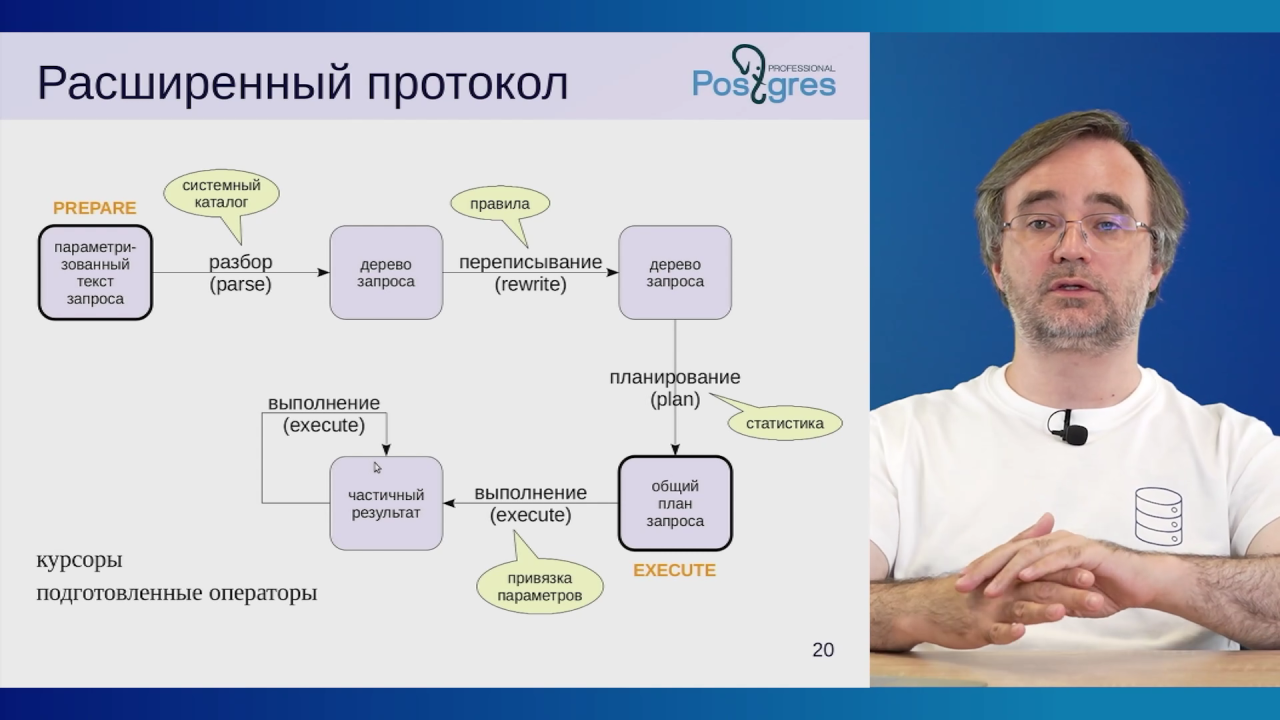 Расширенный протокол
PROFESSIONAL
Postgres
PREPARE
системный
каталог
правила
параметри-
зованный
текст
запроса
разбор
(parse)
дерево
запроса
переписывание
(rewrite)
дерево
запроса
планирование
(plan)
статистика
выполнение
(execute)
частичный
результат
выполнение
(execute)
общий
план
запроса
EXECUTE
привязка
параметров
курсоры
подготовленные операторы
20